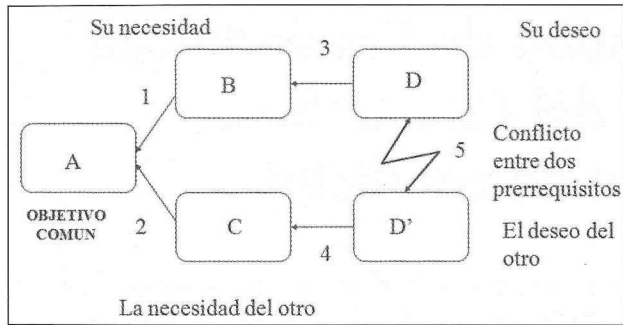 Su necesidad
Su deseo
3
B
D
1
A
5
Conflicto
entre dos
prerrequisitos
OBJETIVO
COMUN
2
C
D’
El deseo del
otro
4
La necesidad del otro